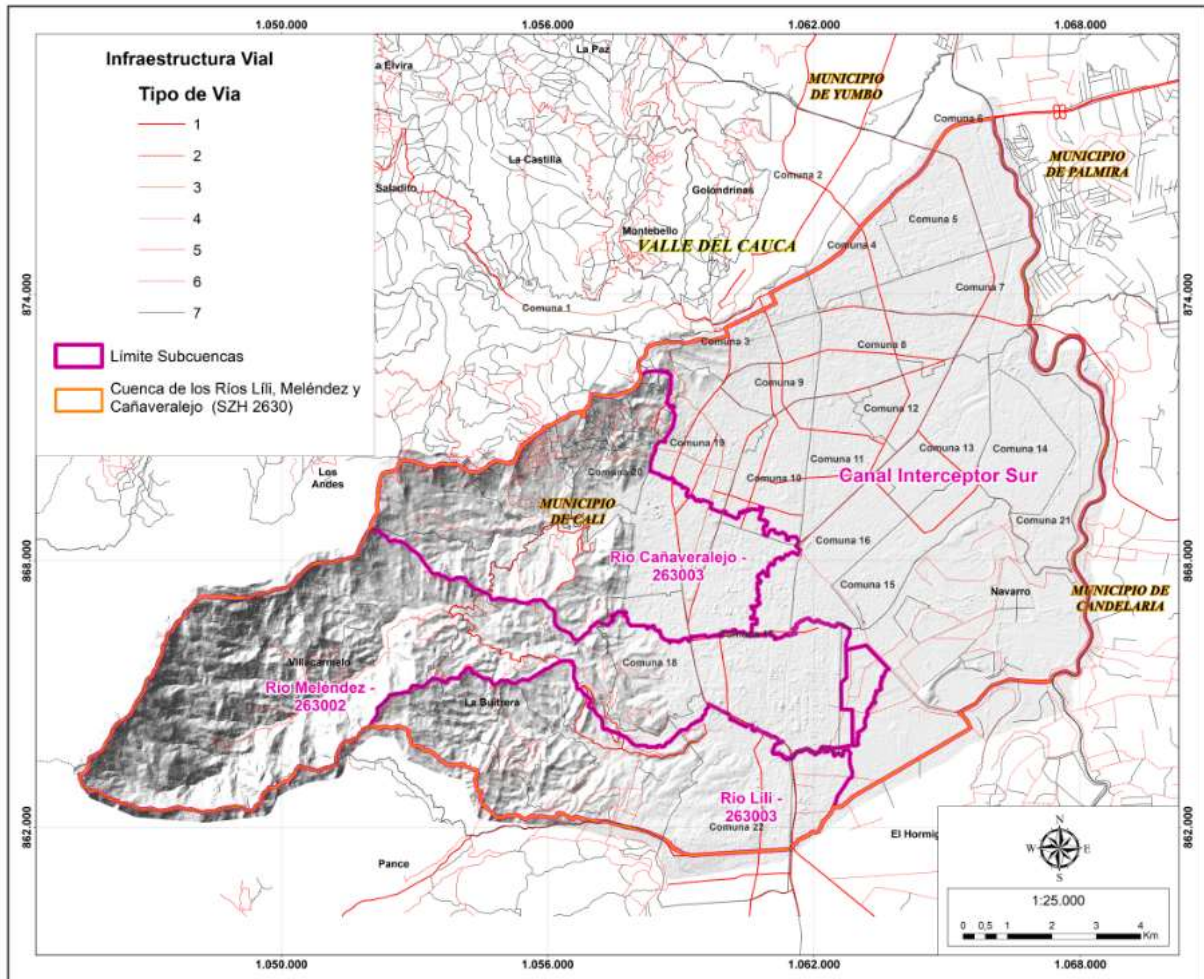 1.050.000
1.056.000
1.062.000
1.068.000
Infraestructura Vial
Tipo de Via
1
2
3
4
5
6
7
Límite Subcuencas
Cuenca de los Ríos Líli, Meléndez y
Cañaveralejo (SZH 2630)
a Elvira
La Paz
MUNICIPIO
DE YUMBO
Comuna 6
MUNICIPIO
DE PALMIRA
La Castilla
Saladito
Golondrinas
Comuna 2
Comuna 5
Montebello
VALLE DEL CAUCA
Comuna 4
874.000
874.000
Comuna 7
Comuna 1
Comuna 3
Comuna 8
Comuna 9
Comuna 12
Comuna 19
Comuna 13
Comuna 14
Comuna 11
Los
Andes
Comuna 20
Comuna 10
Canal Interceptor Sur
MUNICIPIO
DE CALI
Comuna 21
Comuna 16
868.000
868.000
Río Cañaveralejo -
263003
Comuna 15
Navarro
MUNICIPIO DE
CANDELARIA
Villacarmelo
Comuna 18
Río Meléndez -
263002
La Buitrera
Río Líli -
263003
Comuna 22
862.000
862.000
El Hormig
Pance
N
W
E
S
1:25.000
0 0,5 1 2 3 4
Km
1.050.000
1.056.000
1.062.000
1.068.000